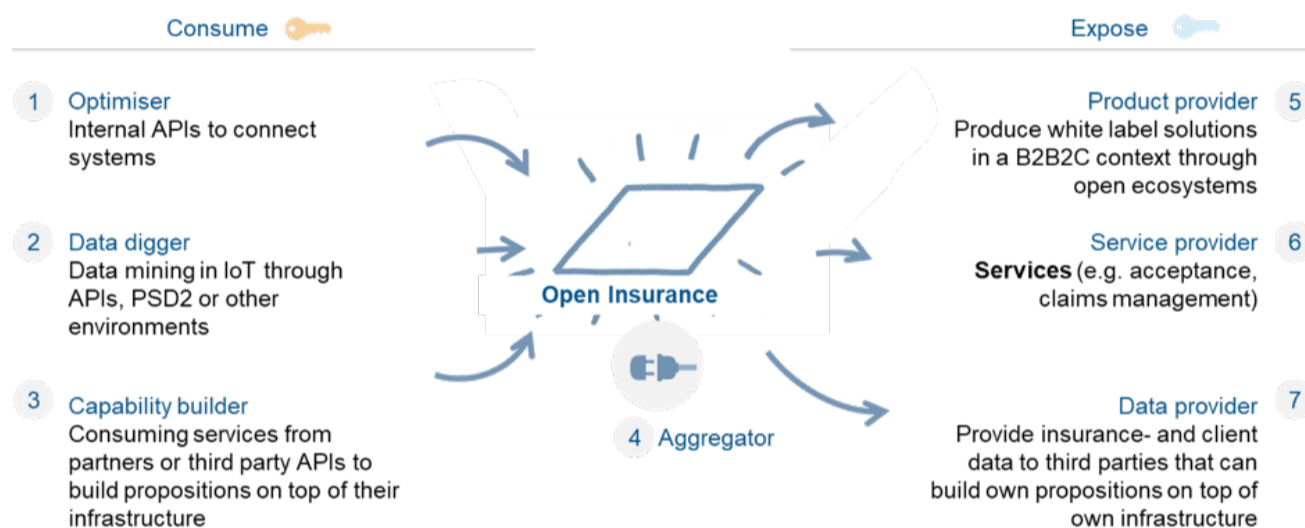 Consume
Expose
1 Optimiser
Internal APIs to connect
systems
2 Data digger
Data mining in IoT through
APIs, PSD2 or other
environments
3 Capability builder
Consuming services from
partners or third party APIs to
build propositions on top of their
infrastructure
Open Insurance
4 Aggregator
Product provider 5
Produce white label solutions
in a B2B2C context through
open ecosystems
Service provider 6
Services (e.g. acceptance,
claims management)
Data provider 7
Provide insurance- and client
data to third parties that can
build own propositions on top of
own infrastructure